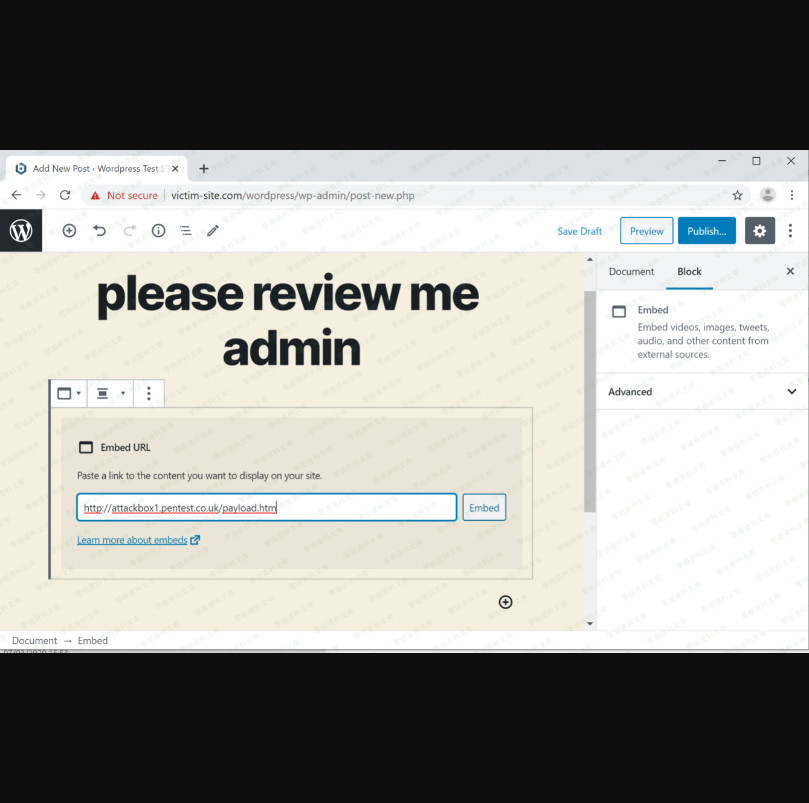 Add New Post ‹ Wordpress Test S
Not secure | victim-site.com/wordpress/wp-admin/post-new.php
Save Draft
Preview
Publish...
please review me
admin
Embed URL
Paste a link to the content you want to display on your site.
http://attackbox1.pentest.co.uk/payload.htm
Embed
Learn more about embeds
Document
Block
Embed
Embed videos, images, tweets,
audio, and other content from
external sources.
Advanced
Document → Embed